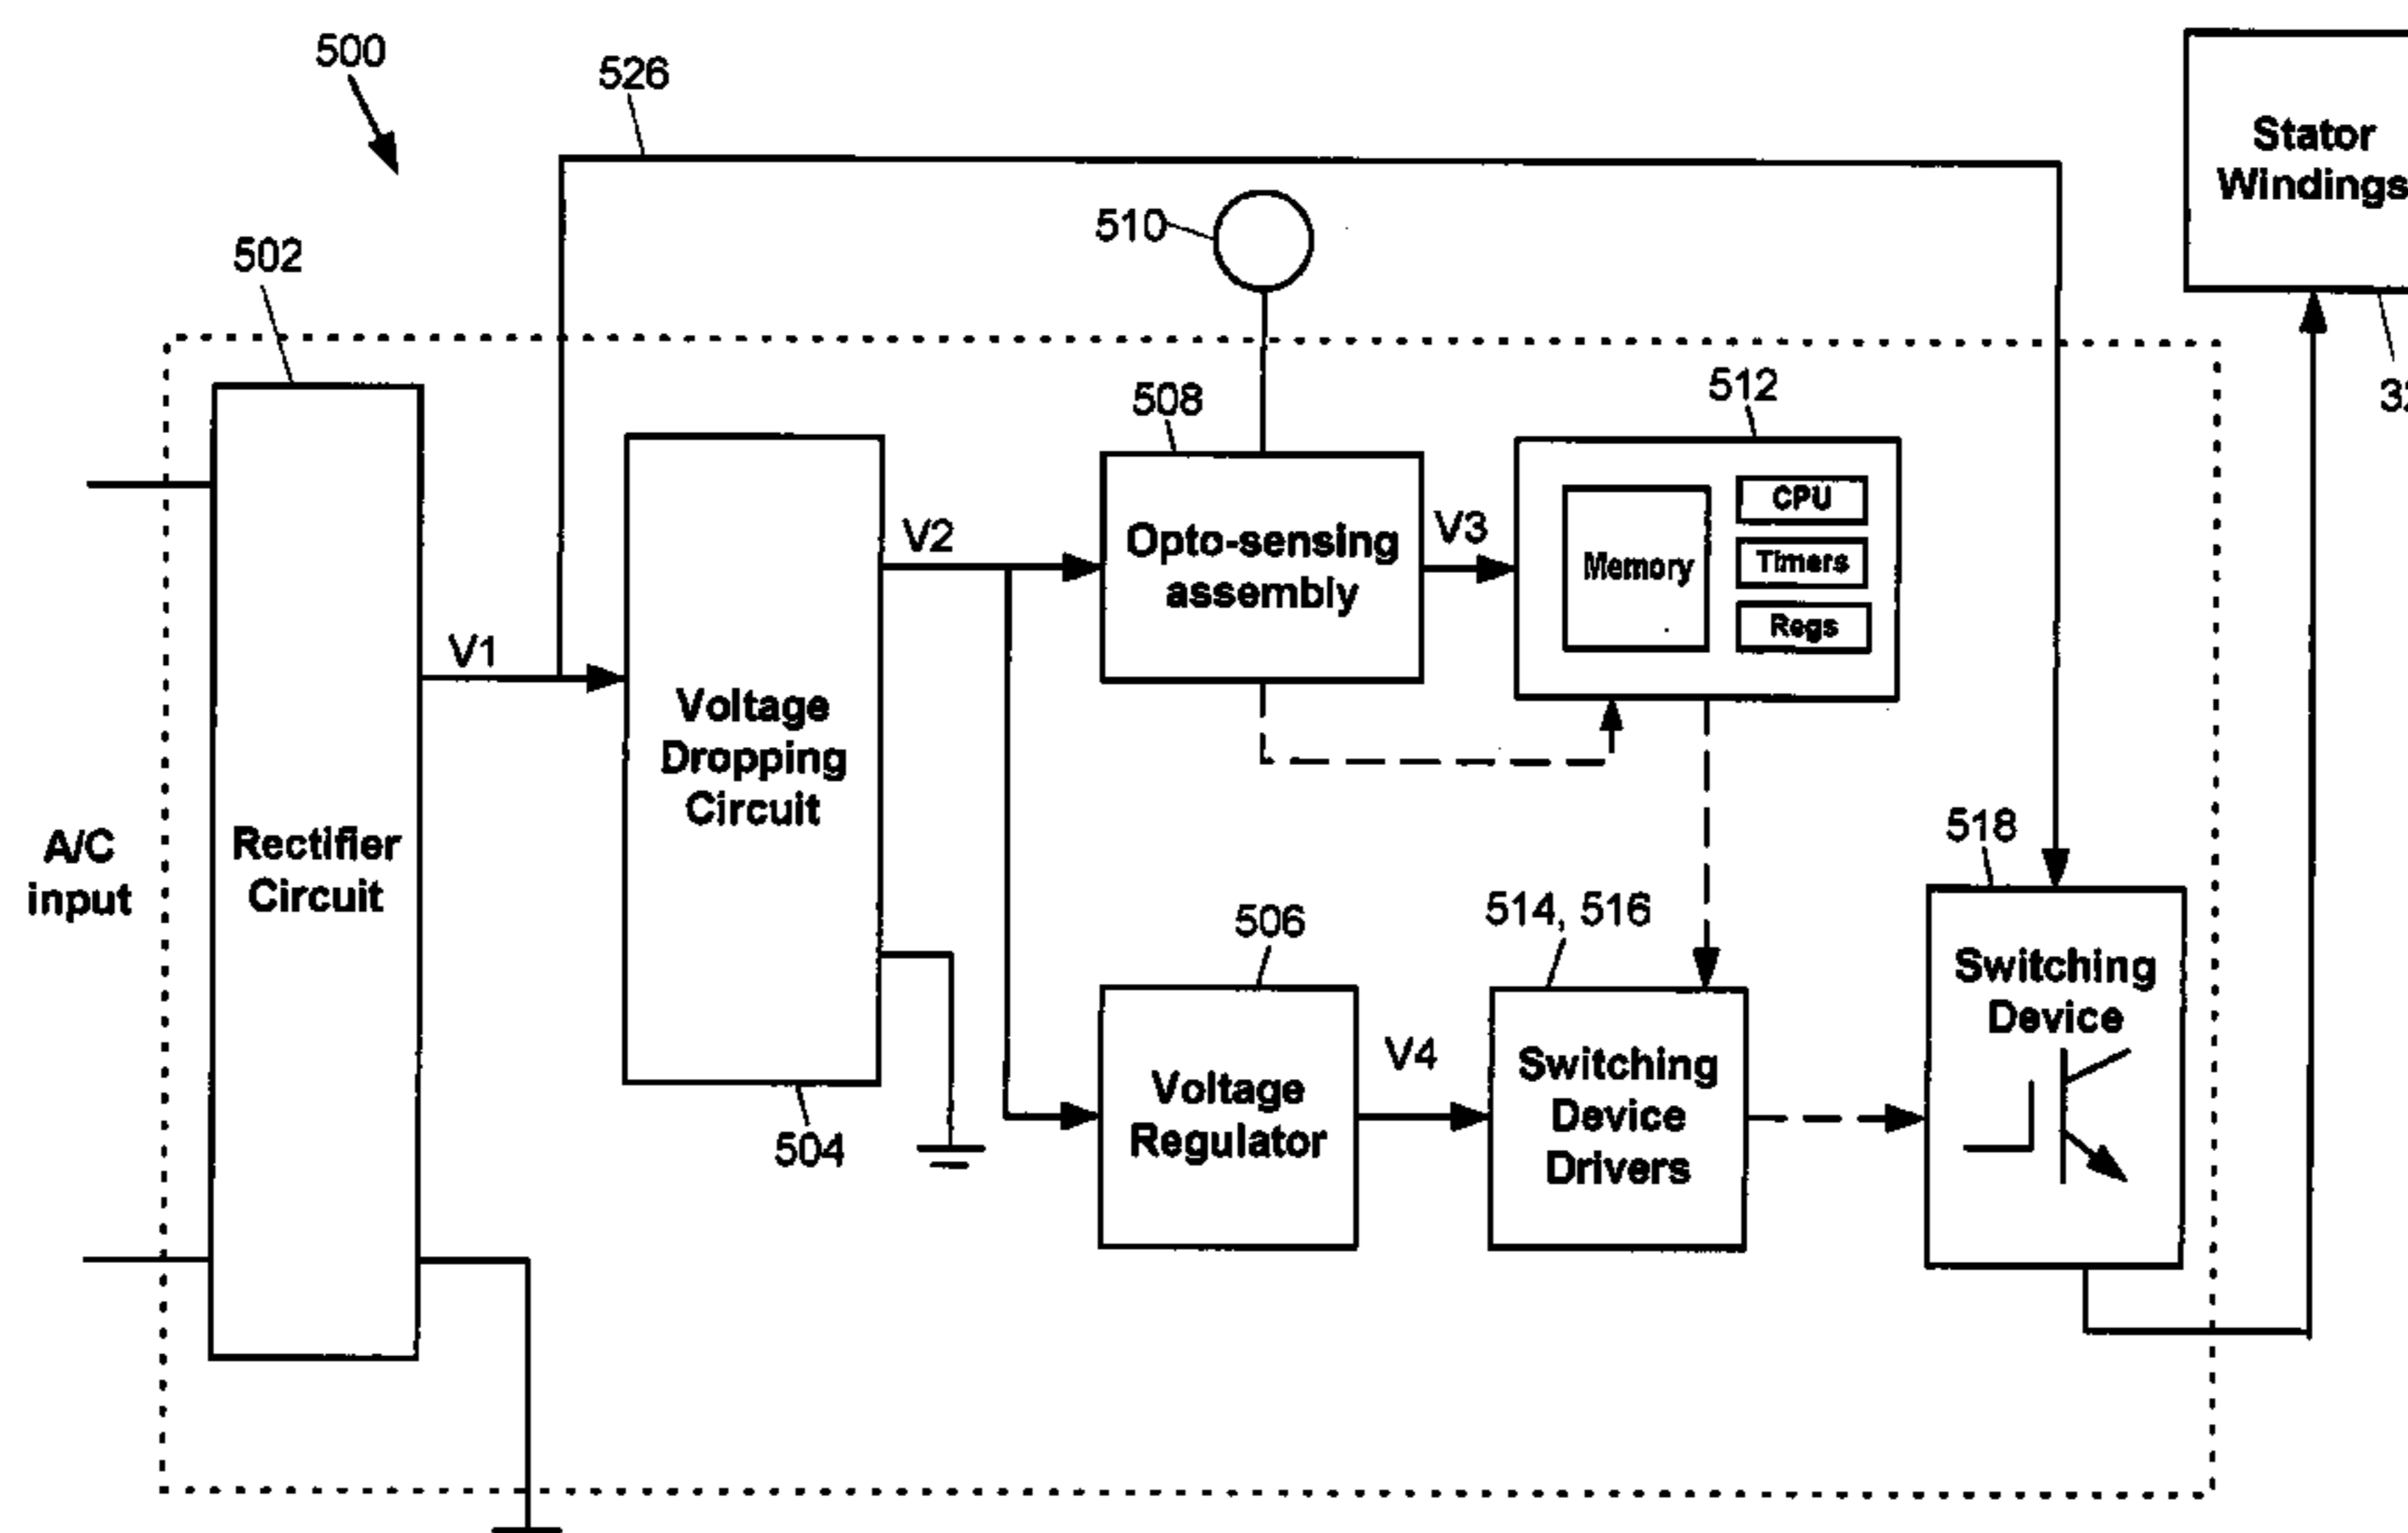 500
526
Stator
Windings
510
502
508
512
32
CPU
V2
Opto-sensing
assembly
V3
Memory
Timers
Regs
V1
Voltage
Dropping
Circuit
A/C
input
Rectifier
Circuit
518
506
514, 516
Switching
Device
Voltage
Regulator
V4
Switching
Device
Drivers
504